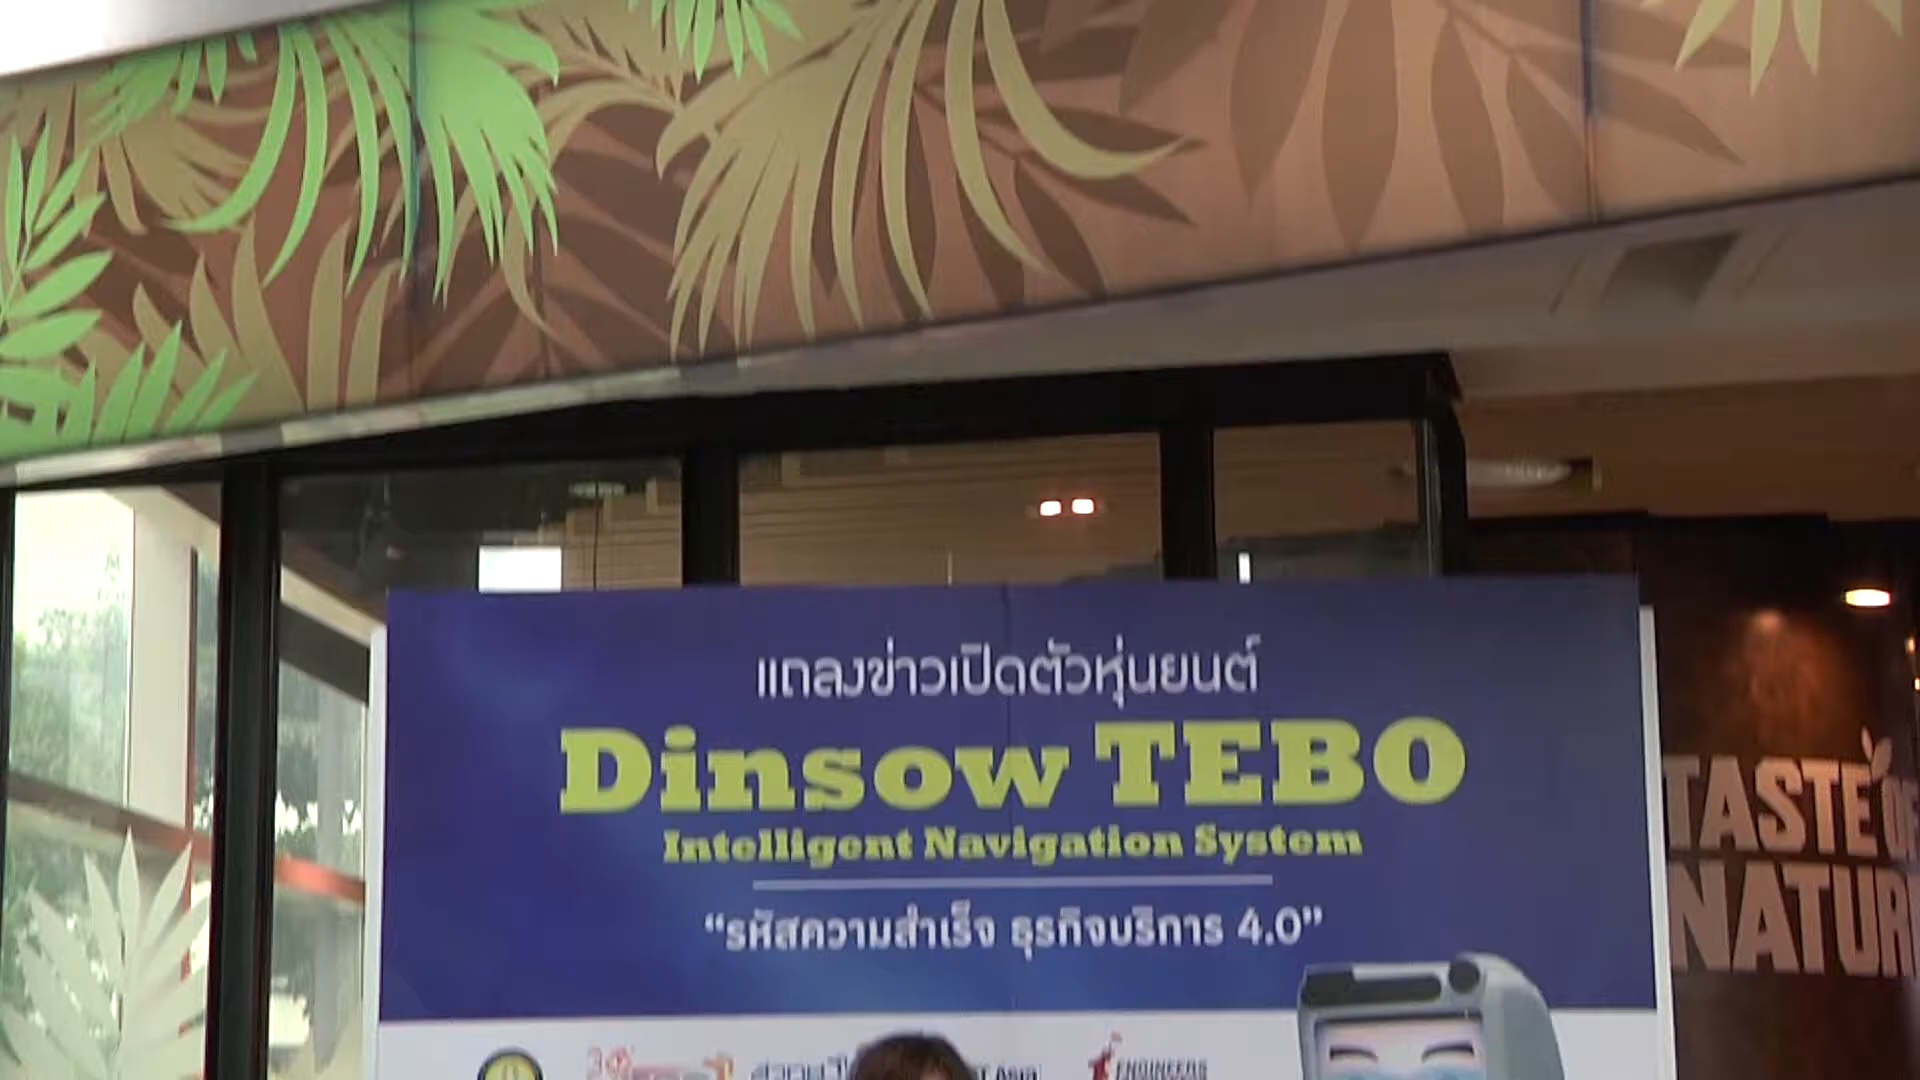 แถลงข่าวเปิดตัวหุ่นยนต์
Dinsow TEBO
Intelligent Navigation System
“รหัสความสำเร็จ ธุรกิจบริการ 4.0”
TASTE OF
NATUR
Asia
ENGINEERS